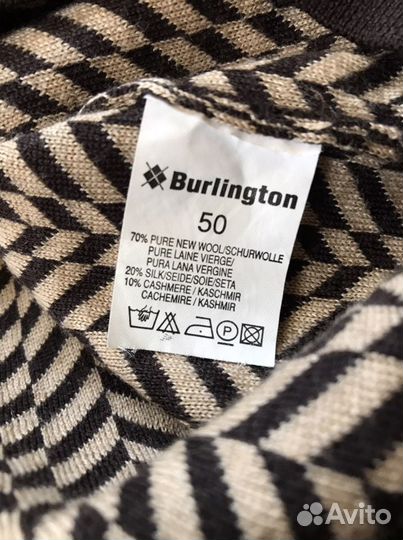 Burlington
50
70% PURE NEW WOOL/SCHURWOLLE
PURE LAINE VIERGE/
PURA LANA VERGINE
20% SILK/SEIDE/SOIE/SETA
10% CASHMERE / KASCHMIR
CACHEMIRE / KASHMIR
P
Avito